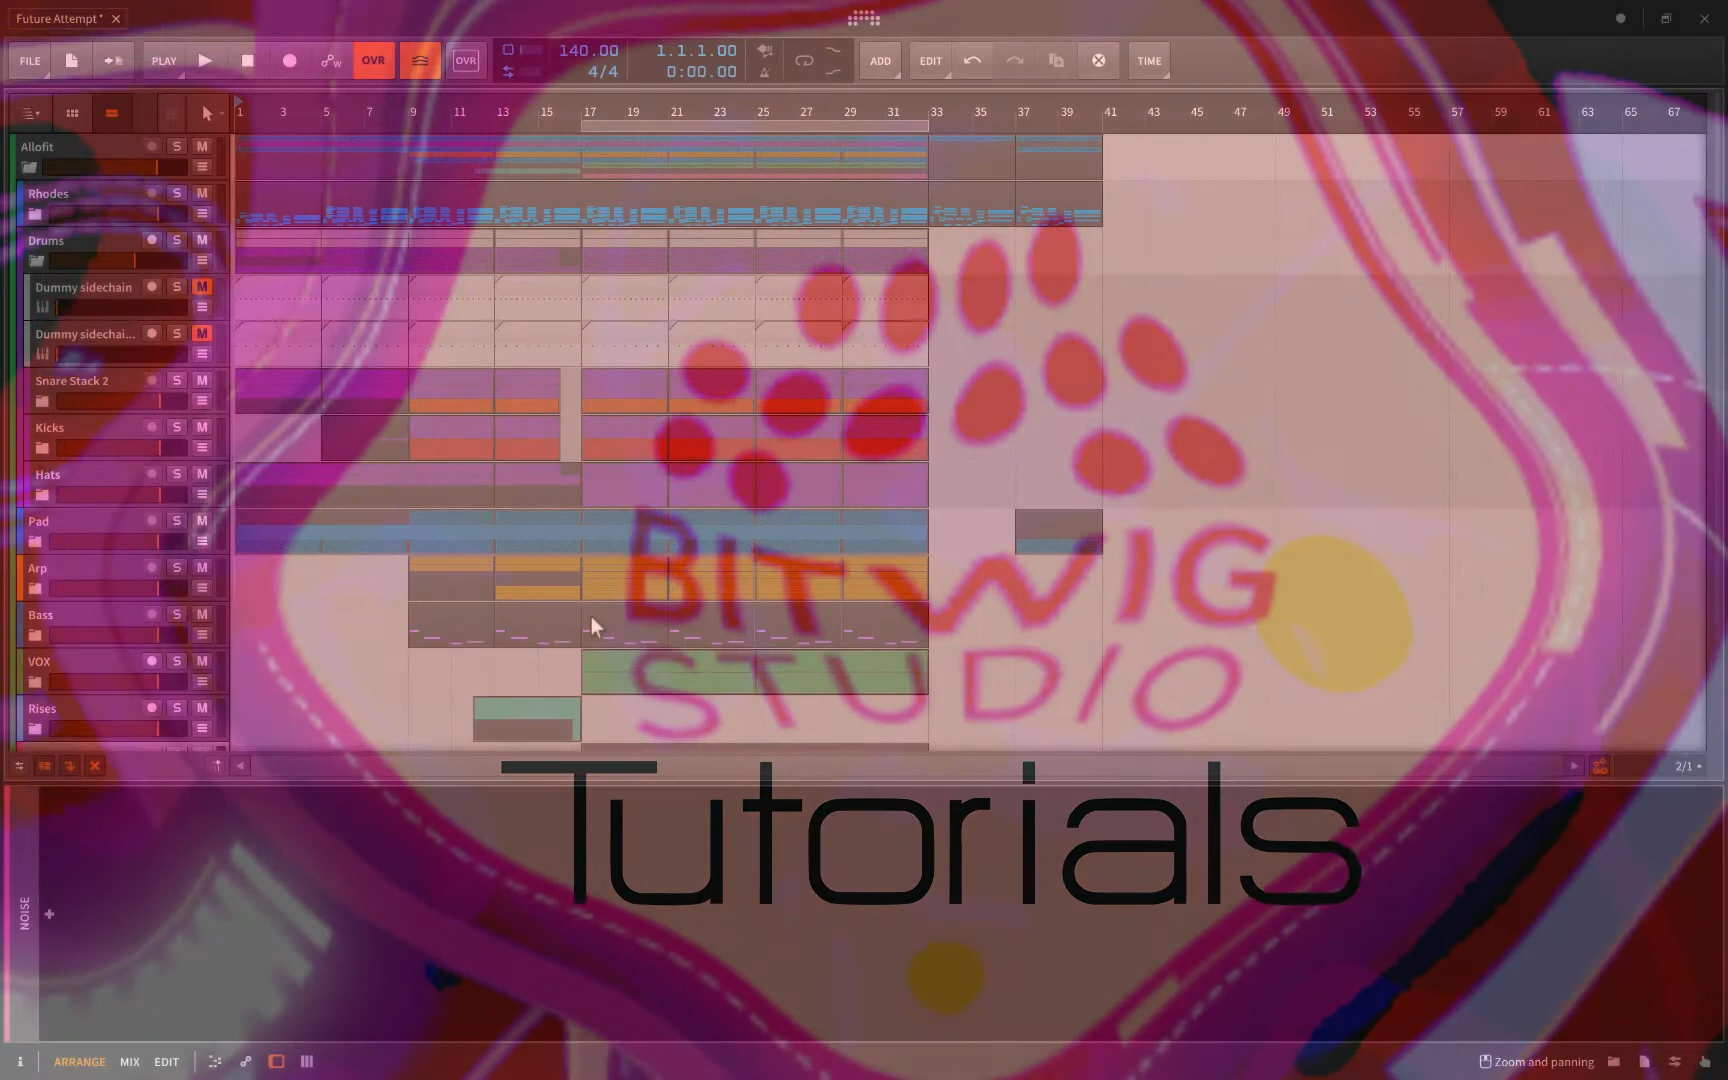 Future Attempt*
FILE PLAY OVR OVR 140.00 4/4 1.1.1.00 0:00.00 ADD EDIT TIME
1 3 5 7 9 11 13 15 17 19 21 23 25 27 29 31 33 35 37 39 41 43 45 47 49 51 53 55 57 59 61 63 65 67
Allofit S M
Rhodes S M
Drums S M
Dummy sidechain S M
Dummy sidechai... S M
Snare Stack 2 S M
Kicks S M
Hats S M
Pad S M
Arp S M
Bass S M
VOX S M
Rises S M
BITWIG
STUDIO
2/1
Tutorials
NOISE
i ARRANGE MIX EDIT Zoom and panning